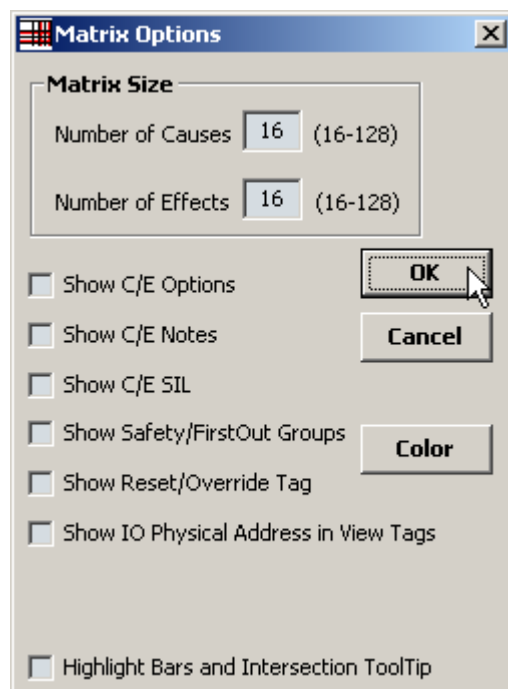 Matrix Options
Matrix Size
Number of Causes 16 (16-128)
Number of Effects 16 (16-128)
OK
Show C/E Options
Show C/E Notes
Cancel
Show C/E SIL
Show Safety/FirstOut Groups
Color
Show Reset/Override Tag
Show IO Physical Address in View Tags
Highlight Bars and Intersection ToolTip